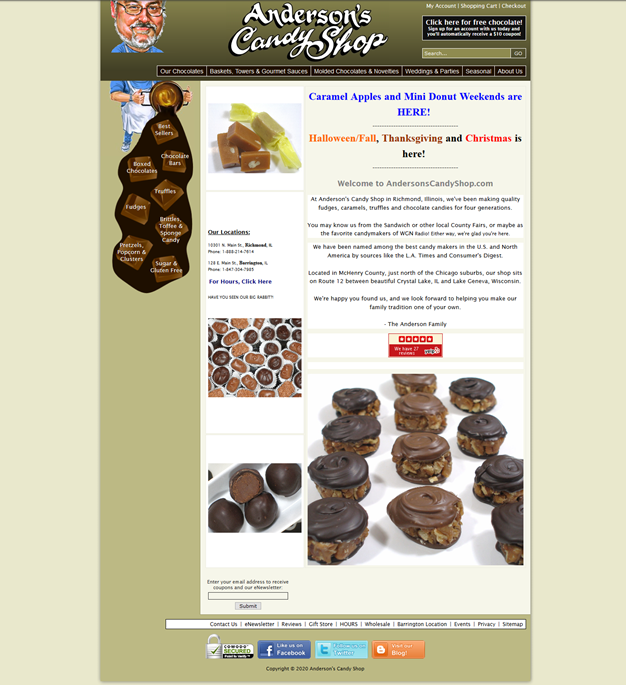 My Account | Shopping Cart | Checkout
Anderson's
Candy Shop
Click here for free chocolate!
Sign up for an account with us today and
you'll automatically receive a $10 coupon!
Search...
GO
Our Chocolates | Baskets, Towers & Gourmet Sauces | Molded Chocolates & Novelties | Weddings & Parties | Seasonal | About Us
Best
Sellers
Chocolate
Bars
Boxed
Chocolates
Truffles
Fudges
Brittles,
Toffee &
Sponge
Candy
Pretzels,
Popcorn &
Clusters
Sugar &
Gluten Free
Our Locations:
10301 N. Main St., Richmond, IL
Phone: 1-888-214-7614
128 E. Main St., Barrington, IL
Phone: 1-847-304-7985
For Hours, Click Here
HAVE YOU SEEN OUR BIG RABBIT?!
Caramel Apples and Mini Donut Weekends are
HERE!
Halloween/Fall, Thanksgiving and Christmas is
here!
Welcome to AndersonsCandyShop.com
At Anderson's Candy Shop in Richmond, Illinois, we've been making quality
fudges, caramels, truffles and chocolate candies for four generations.
You may know us from the Sandwich or other local County Fairs, or maybe as
the favorite candymakers of WGN Radio! Either way, we're glad you're here.
We have been named among the best candy makers in the U.S. and North
America by sources like the L.A. Times and Consumer's Digest.
Located in McHenry County, just north of the Chicago suburbs, our shop sits
on Route 12 between beautiful Crystal Lake, IL and Lake Geneva, Wisconsin.
We're happy you found us, and we look forward to helping you make our
family tradition one of your own.
- The Anderson Family
We have 27
reviews
yelp
Enter your email address to receive
coupons and our eNewsletter:
Submit
Contact Us | eNewsletter | Reviews | Gift Store | HOURS | Wholesale | Barrington Location | Events | Privacy | Sitemap
COMODO
SECURED
Like us on
Facebook
Follow us on
Twitter
Visit our
Blog!
Copyright © 2020 Anderson's Candy Shop